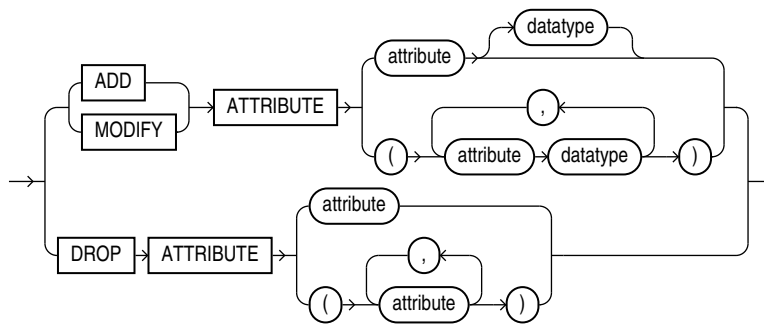 datatype
ADD
attribute
ATTRIBUTE
MODIFY
,
( attribute datatype )
attribute
DROP ATTRIBUTE
,
( attribute )